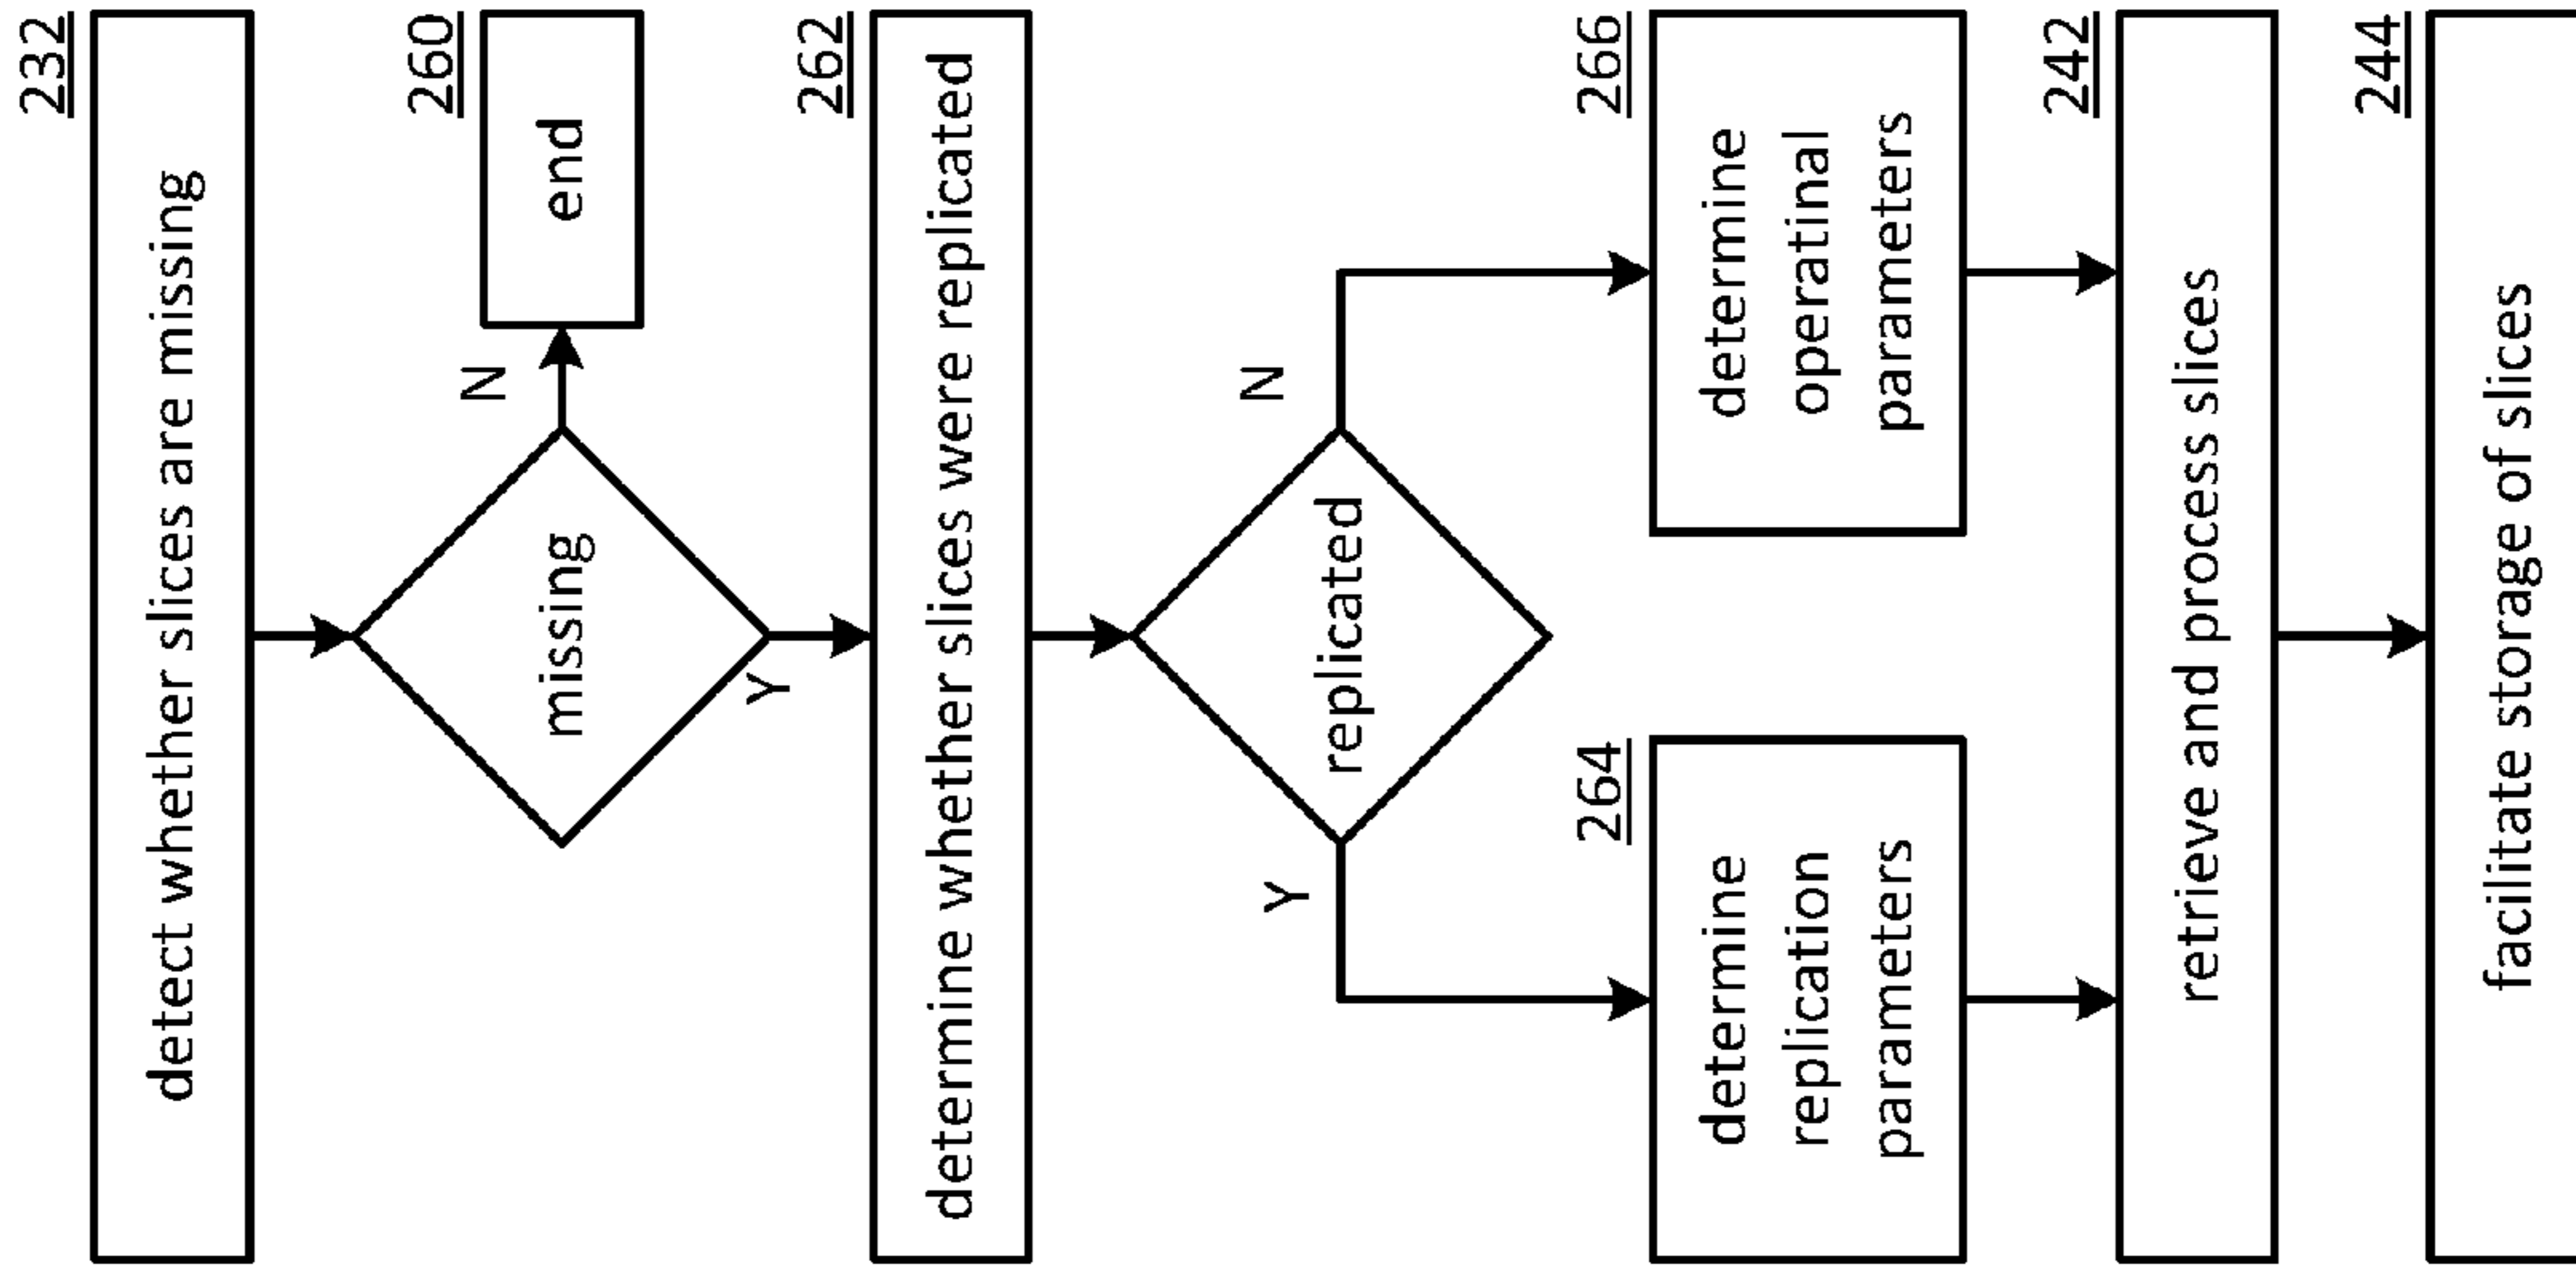 232
detect whether slices are missing
missing
N
260
end
Y
262
determine whether slices were replicated
replicated
Y
N
264
determine
replication
parameters
266
determine
operatinal
parameters
242
retrieve and process slices
244
facilitate storage of slices